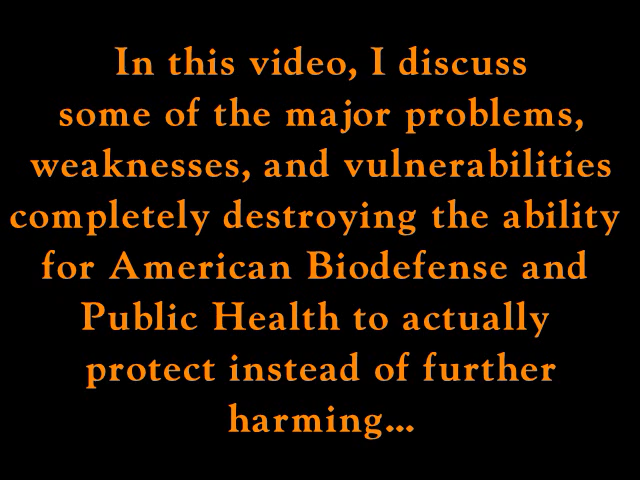 In this video, I discuss
some of the major problems,
weaknesses, and vulnerabilities
completely destroying the ability
for American Biodefense and
Public Health to actually
protect instead of further
harming...